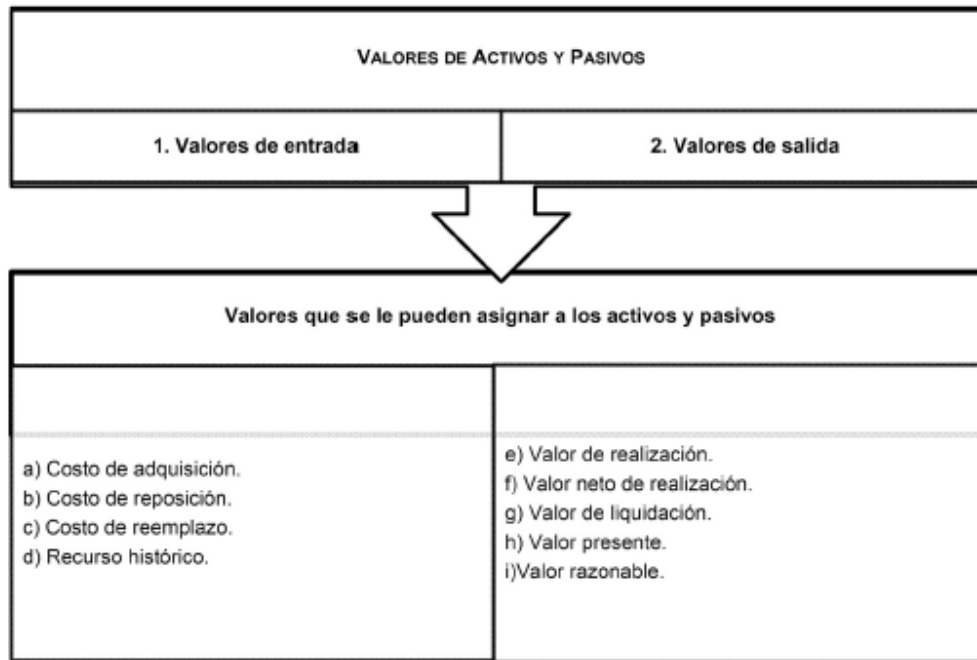 VALORES DE ACTIVOS Y PASIVOS
1. Valores de entrada
2. Valores de salida
Valores que se le pueden asignar a los activos y pasivos
a) Costo de adquisición.
b) Costo de reposición.
c) Costo de reemplazo.
d) Recurso histórico.
e) Valor de realización.
f) Valor neto de realización.
g) Valor de liquidación.
h) Valor presente.
i)Valor razonable.